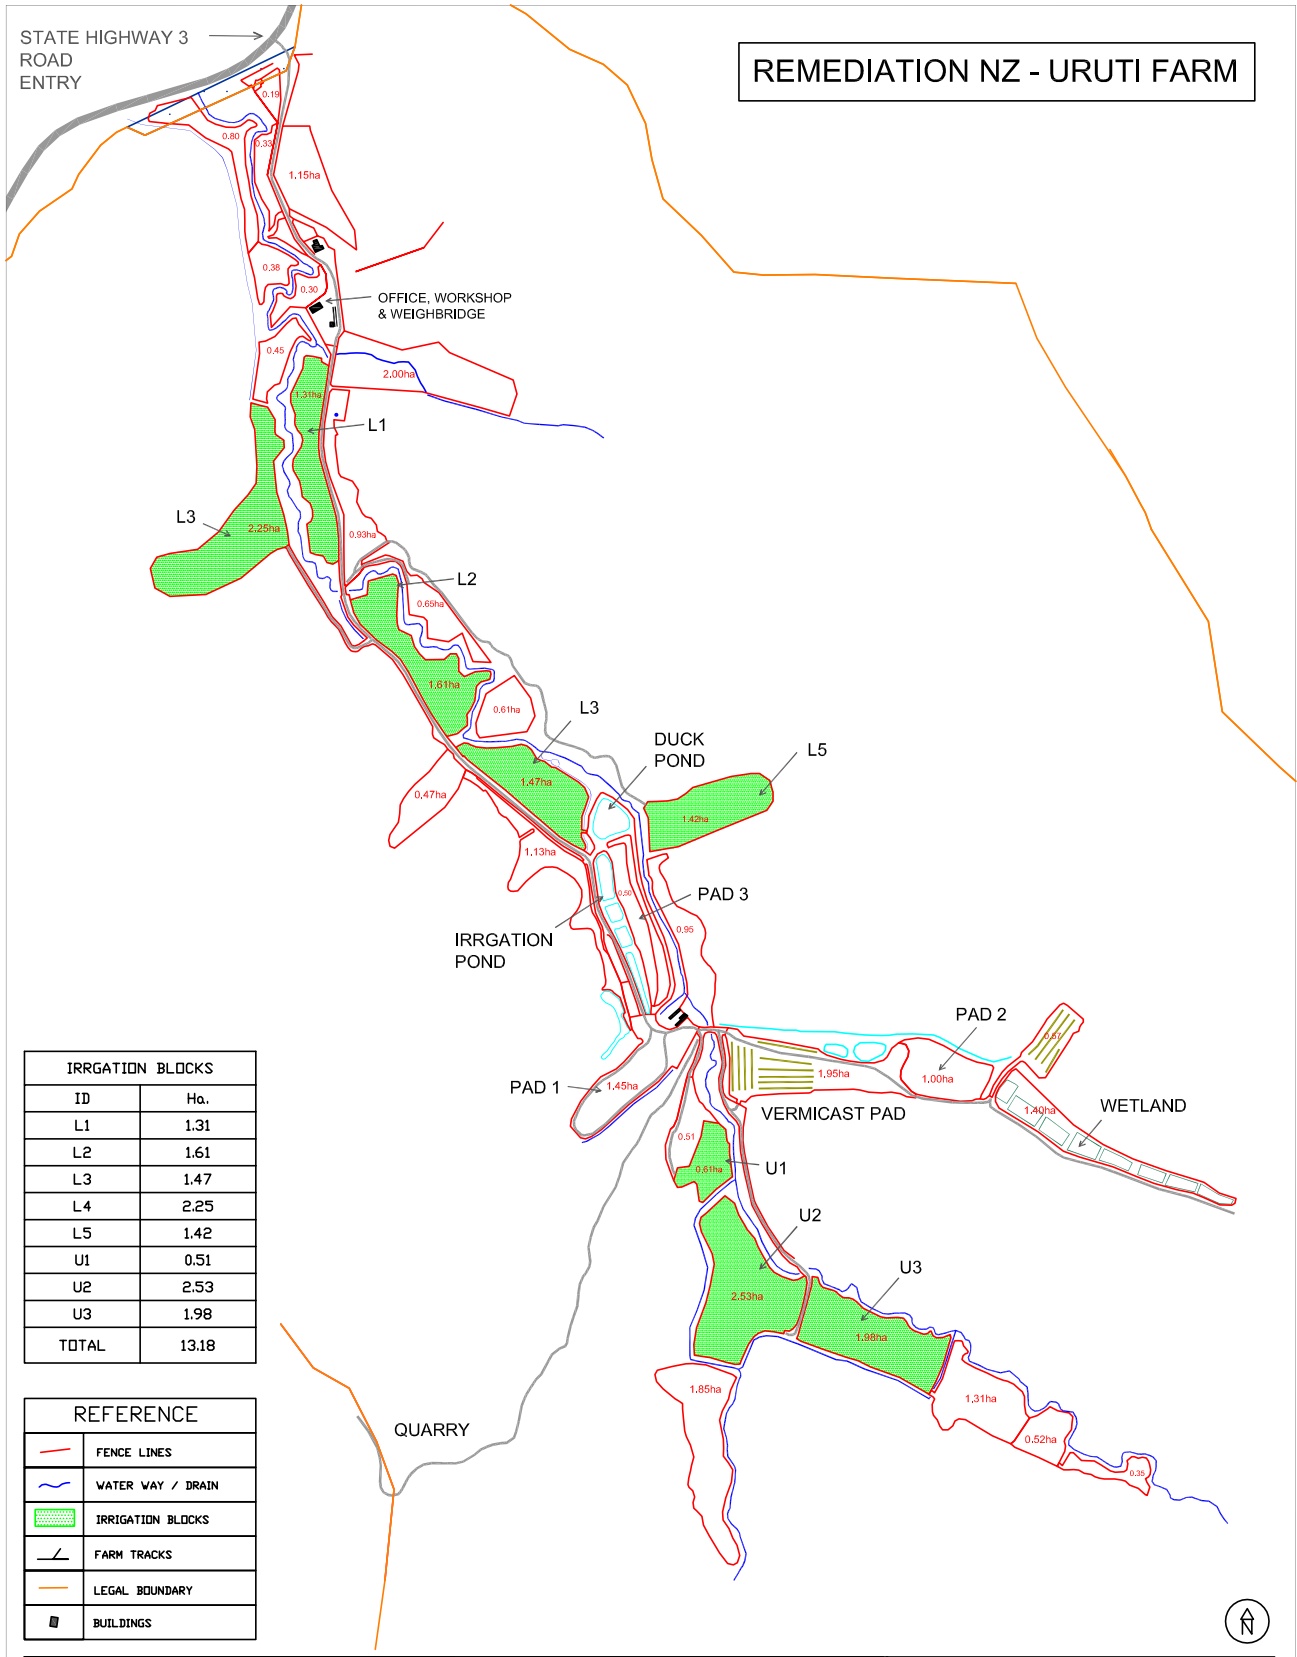 STATE HIGHWAY 3
ROAD
ENTRY
REMEDIATION NZ - URUTI FARM
0.19
0.80
0.33
1.15ha
0.38
0.30
OFFICE, WORKSHOP
& WEIGHBRIDGE
0.45
2.00ha
1.31ha
L1
L3
2.25ha
0.93ha
L2
0.65ha
1.61ha
0.61ha
L3
DUCK
POND
L5
1.47ha
0.47ha
1.42ha
1.13ha
0.50
PAD 3
0.95
IRRGATION
POND
PAD 2
0.57
PAD 1
1.45ha
1.95ha
1.00ha
1.40ha
WETLAND
VERMICAST PAD
0.51
0.61ha
U1
U2
U3
2.53ha
1.98ha
1.85ha
1.31ha
0.52ha
0.35
QUARRY
IRRGATION BLOCKS
ID Ha.
L1 1.31
L2 1.61
L3 1.47
L4 2.25
L5 1.42
U1 0.51
U2 2.53
U3 1.98
TOTAL 13.18
REFERENCE
FENCE LINES
WATER WAY / DRAIN
IRRIGATION BLOCKS
FARM TRACKS
LEGAL BOUNDARY
BUILDINGS
N